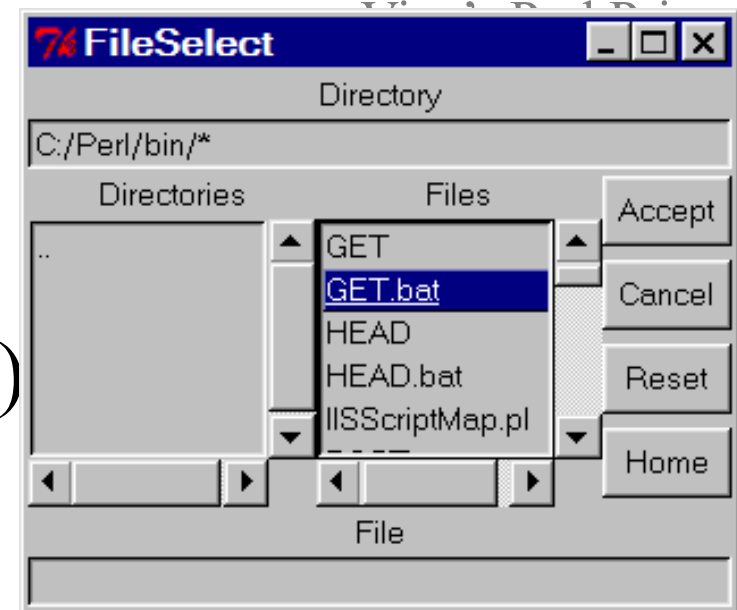 FileSelect
Directory
C:/Perl/bin/*
Directories
Files
..
GET
GET.bat
HEAD
HEAD.bat
IISScriptMap.pl
Accept
Cancel
Reset
Home
)
File